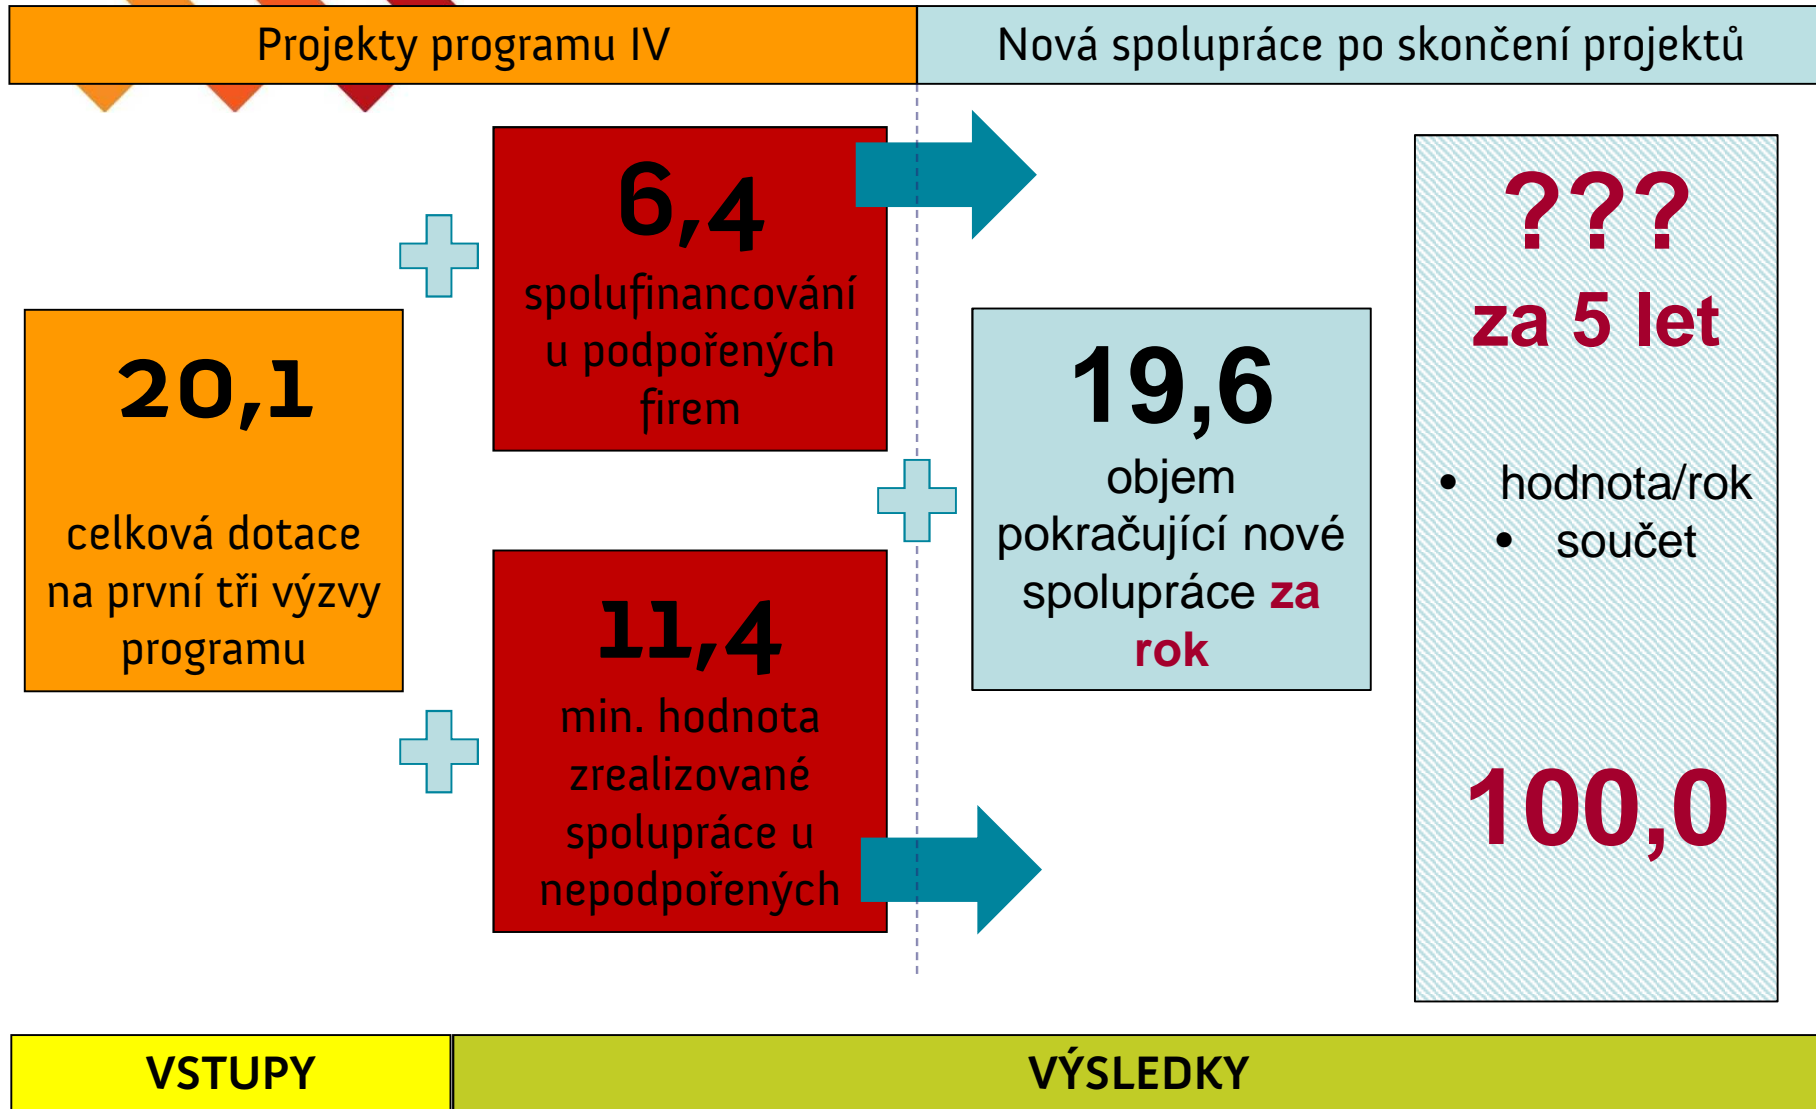 Projekty programu IV
Nová spolupráce po skončení projektů
20,1
celková dotace
na první tři výzvy
programu
6,4
spolufinancování
u podpořených
firem
11,4
min. hodnota
zrealizované
spolupráce u
nepodpořených
19,6
objem
pokračující nové
spolupráce za
rok
???
za 5 let
• hodnota/rok
• součet
100,0
VSTUPY
VÝSLEDKY